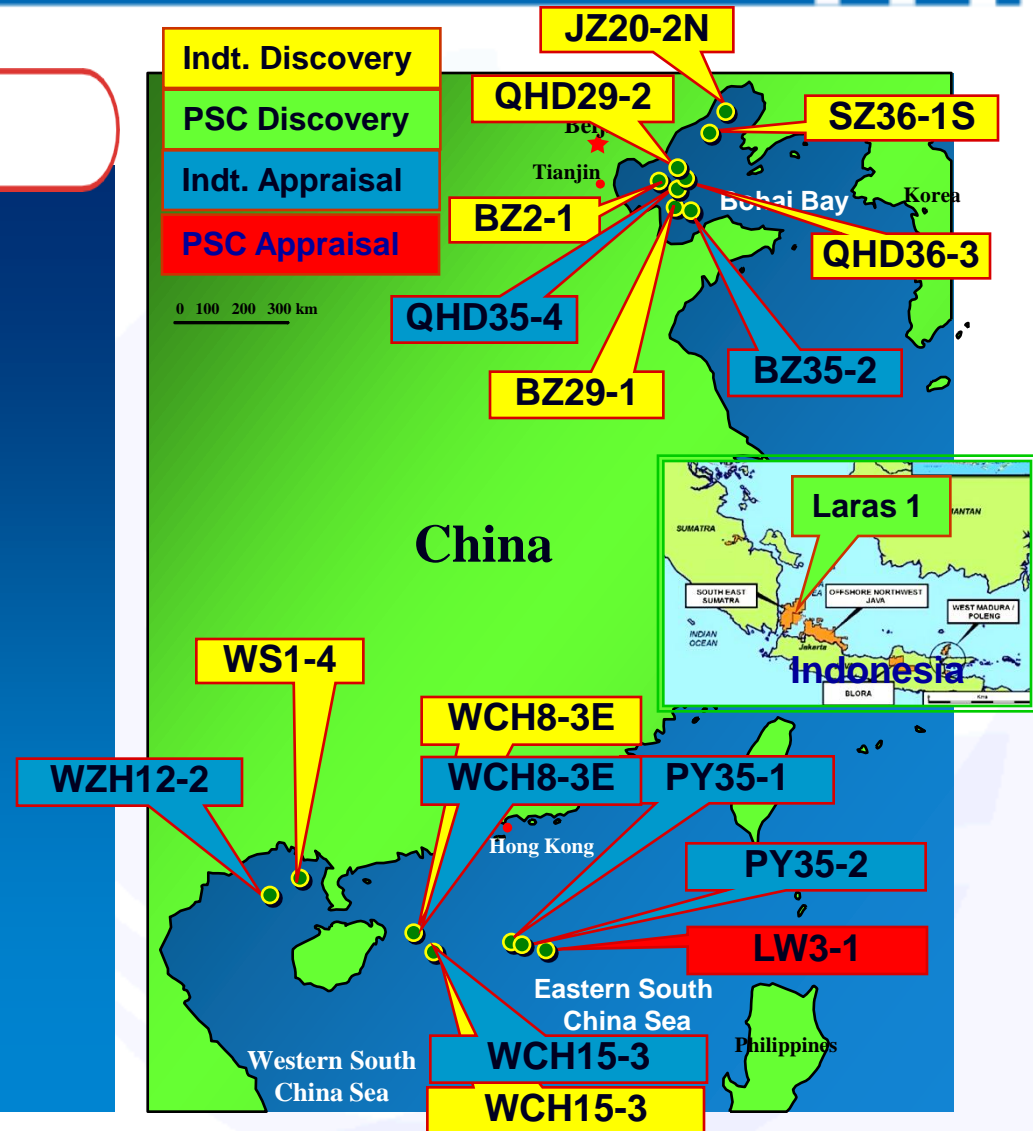 Indt. Discovery
PSC Discovery
Indt. Appraisal
PSC Appraisal
JZ20-2N
QHD29-2
SZ36-1S
Beij
Tianjin
Bohai Bay
Korea
BZ2-1
QHD36-3
0 100 200 300 km
QHD35-4
BZ35-2
BZ29-1
China
Laras 1
SUMATRA
MANTAN
SOUTH EAST
SUMATRA
EA
OFFSHORE NORTHWEST
JAVA
WEST MADURA /
POLENG
INDIAN
OCEAN
Jakarta
Indonesia
BLORA
WS1-4
WCH8-3E
WZH12-2
WCH8-3E
PY35-1
Hong Kong
PY35-2
LW3-1
Eastern South
China Sea
Western South
China Sea
WCH15-3
Philippines
WCH15-3